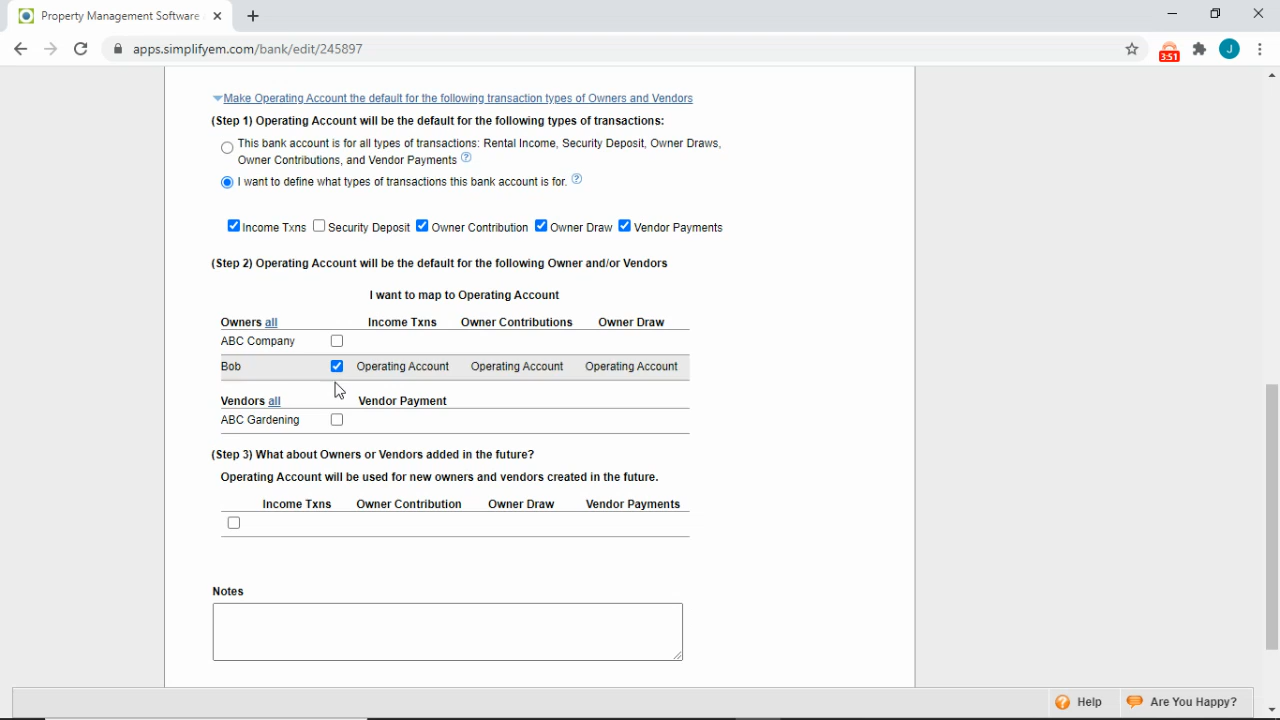 Property Management Software
apps.simplifyem.com/bank/edit/245897
3:51
J
Make Operating Account the default for the following transaction types of Owners and Vendors
(Step 1) Operating Account will be the default for the following types of transactions:
This bank account is for all types of transactions: Rental Income, Security Deposit, Owner Draws,
Owner Contributions, and Vendor Payments ?
I want to define what types of transactions this bank account is for. ?
Income Txns Security Deposit Owner Contribution Owner Draw Vendor Payments
(Step 2) Operating Account will be the default for the following Owner and/or Vendors
I want to map to Operating Account
Owners all Income Txns Owner Contributions Owner Draw
ABC Company
Bob Operating Account Operating Account Operating Account
Vendors all Vendor Payment
ABC Gardening
(Step 3) What about Owners or Vendors added in the future?
Operating Account will be used for new owners and vendors created in the future.
Income Txns Owner Contribution Owner Draw Vendor Payments
Notes
? Help Are You Happy?